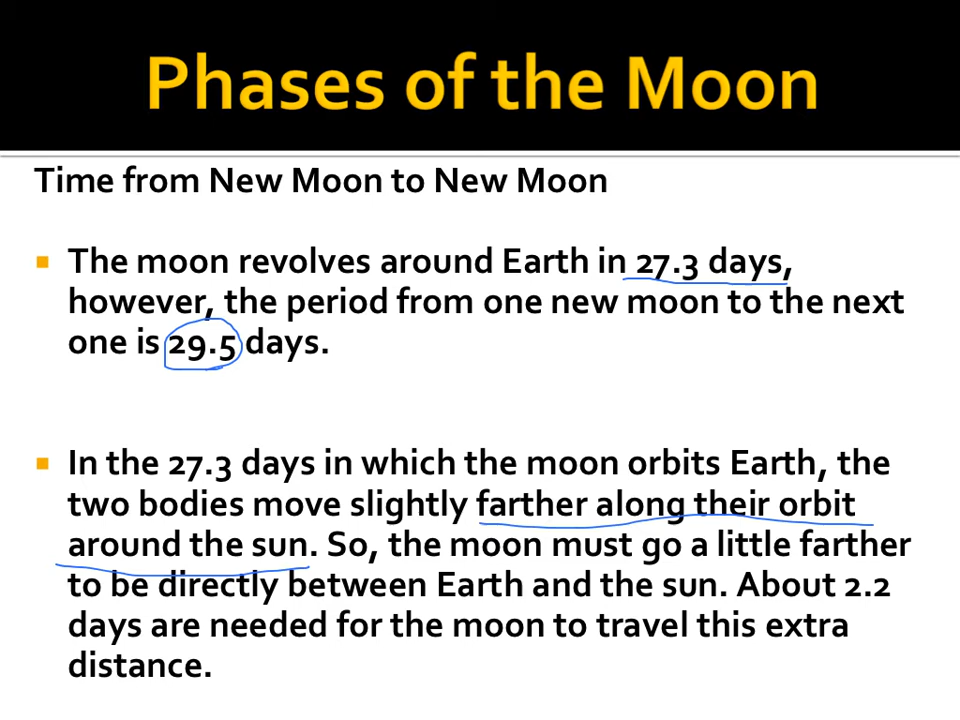 Phases of the Moon
Time from New Moon to New Moon
The moon revolves around Earth in 27.3 days,
however, the period from one new moon to the next
one is 29.5 days.
In the 27.3 days in which the moon orbits Earth, the
two bodies move slightly farther along their orbit
around the sun. So, the moon must go a little farther
to be directly between Earth and the sun. About 2.2
days are needed for the moon to travel this extra
distance.